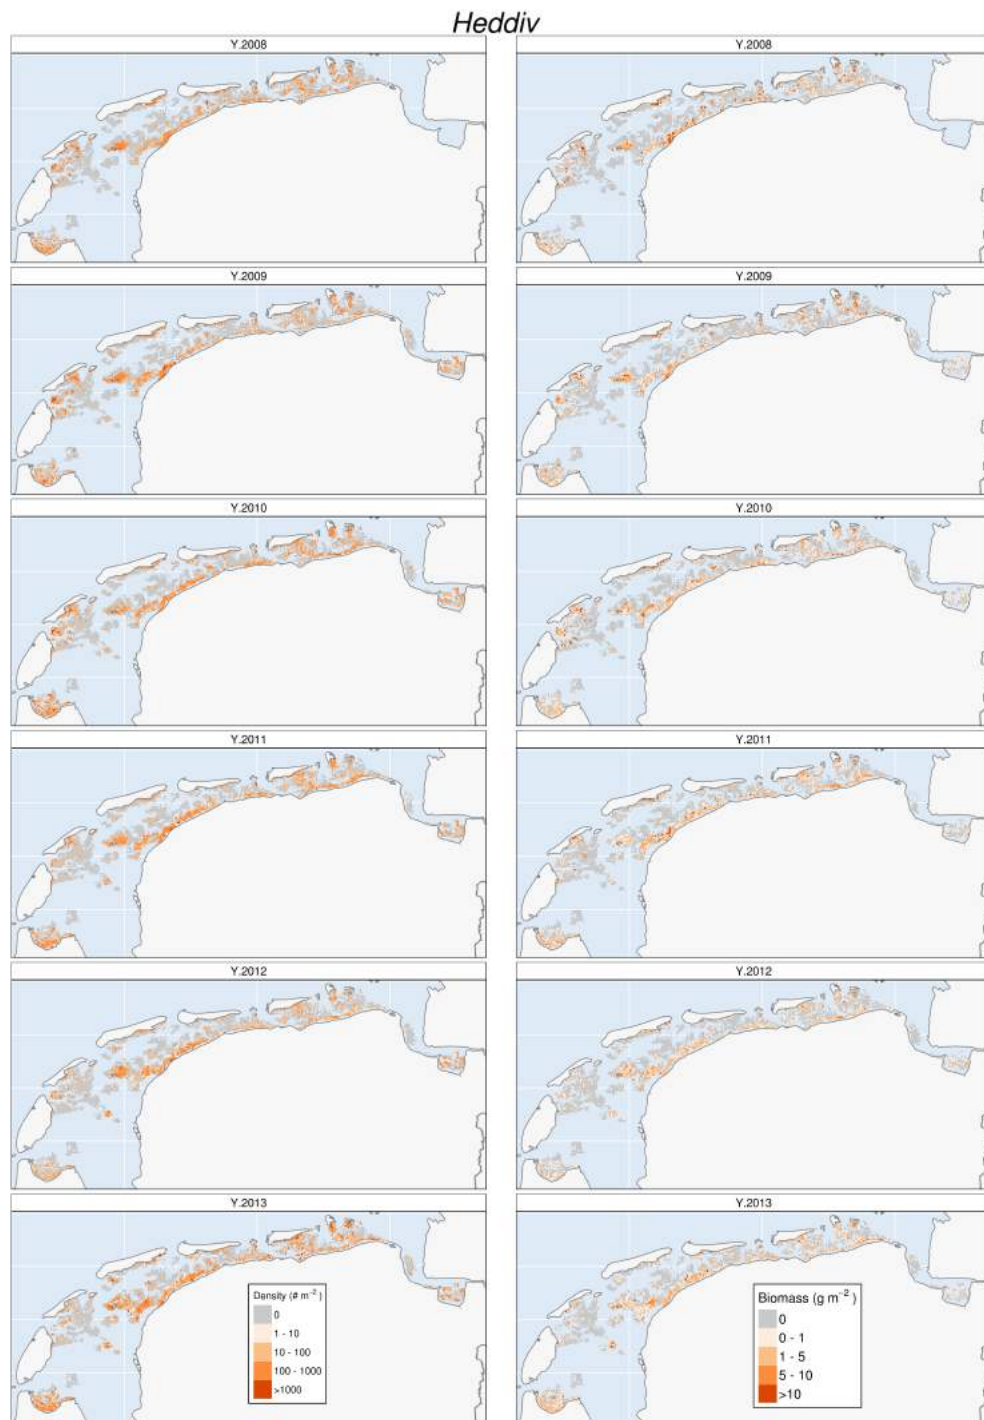 Heddiv
Y.2008
Y.2008
Y.2009
Y.2009
Y.2010
Y.2010
Y.2011
Y.2011
Y.2012
Y.2012
Y.2013
Y.2013
Density (# m⁻²)
0
1 - 10
10 - 100
100 - 1000
>1000
Biomass (g m⁻²)
0
0 - 1
1 - 5
5 - 10
>10